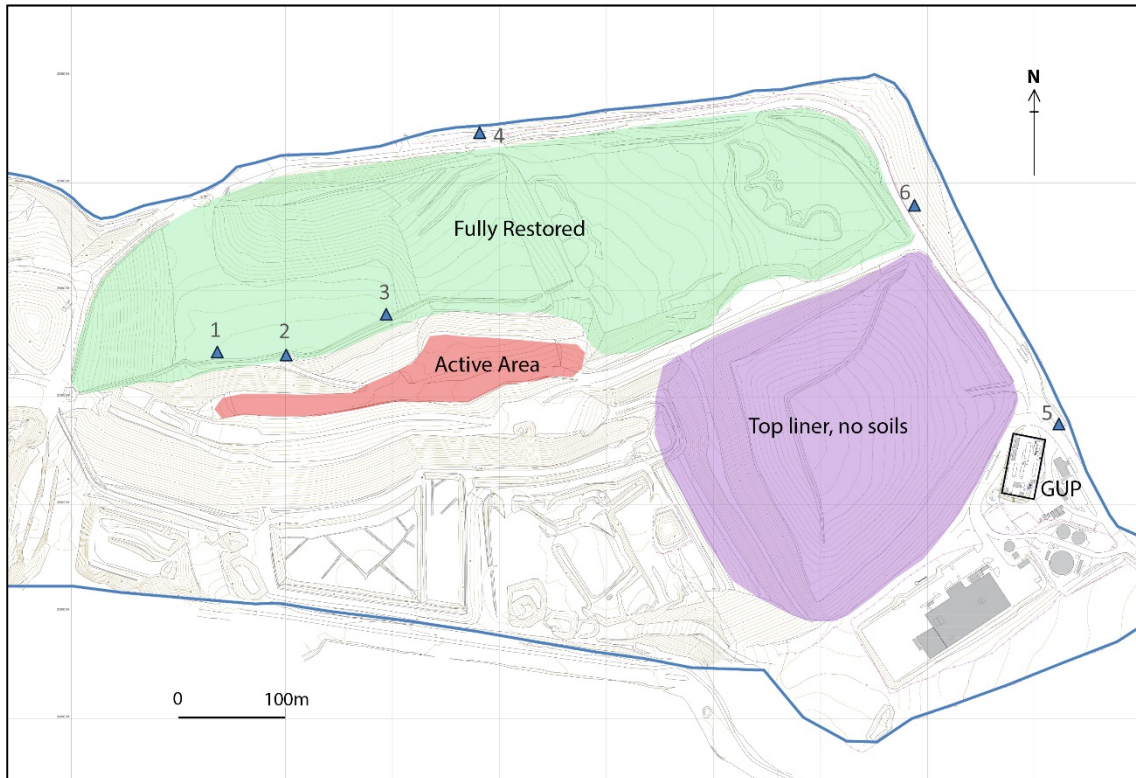 N
4
6
Fully Restored
3
1
2
Active Area
5
Top liner, no soils
GUP
0
100m